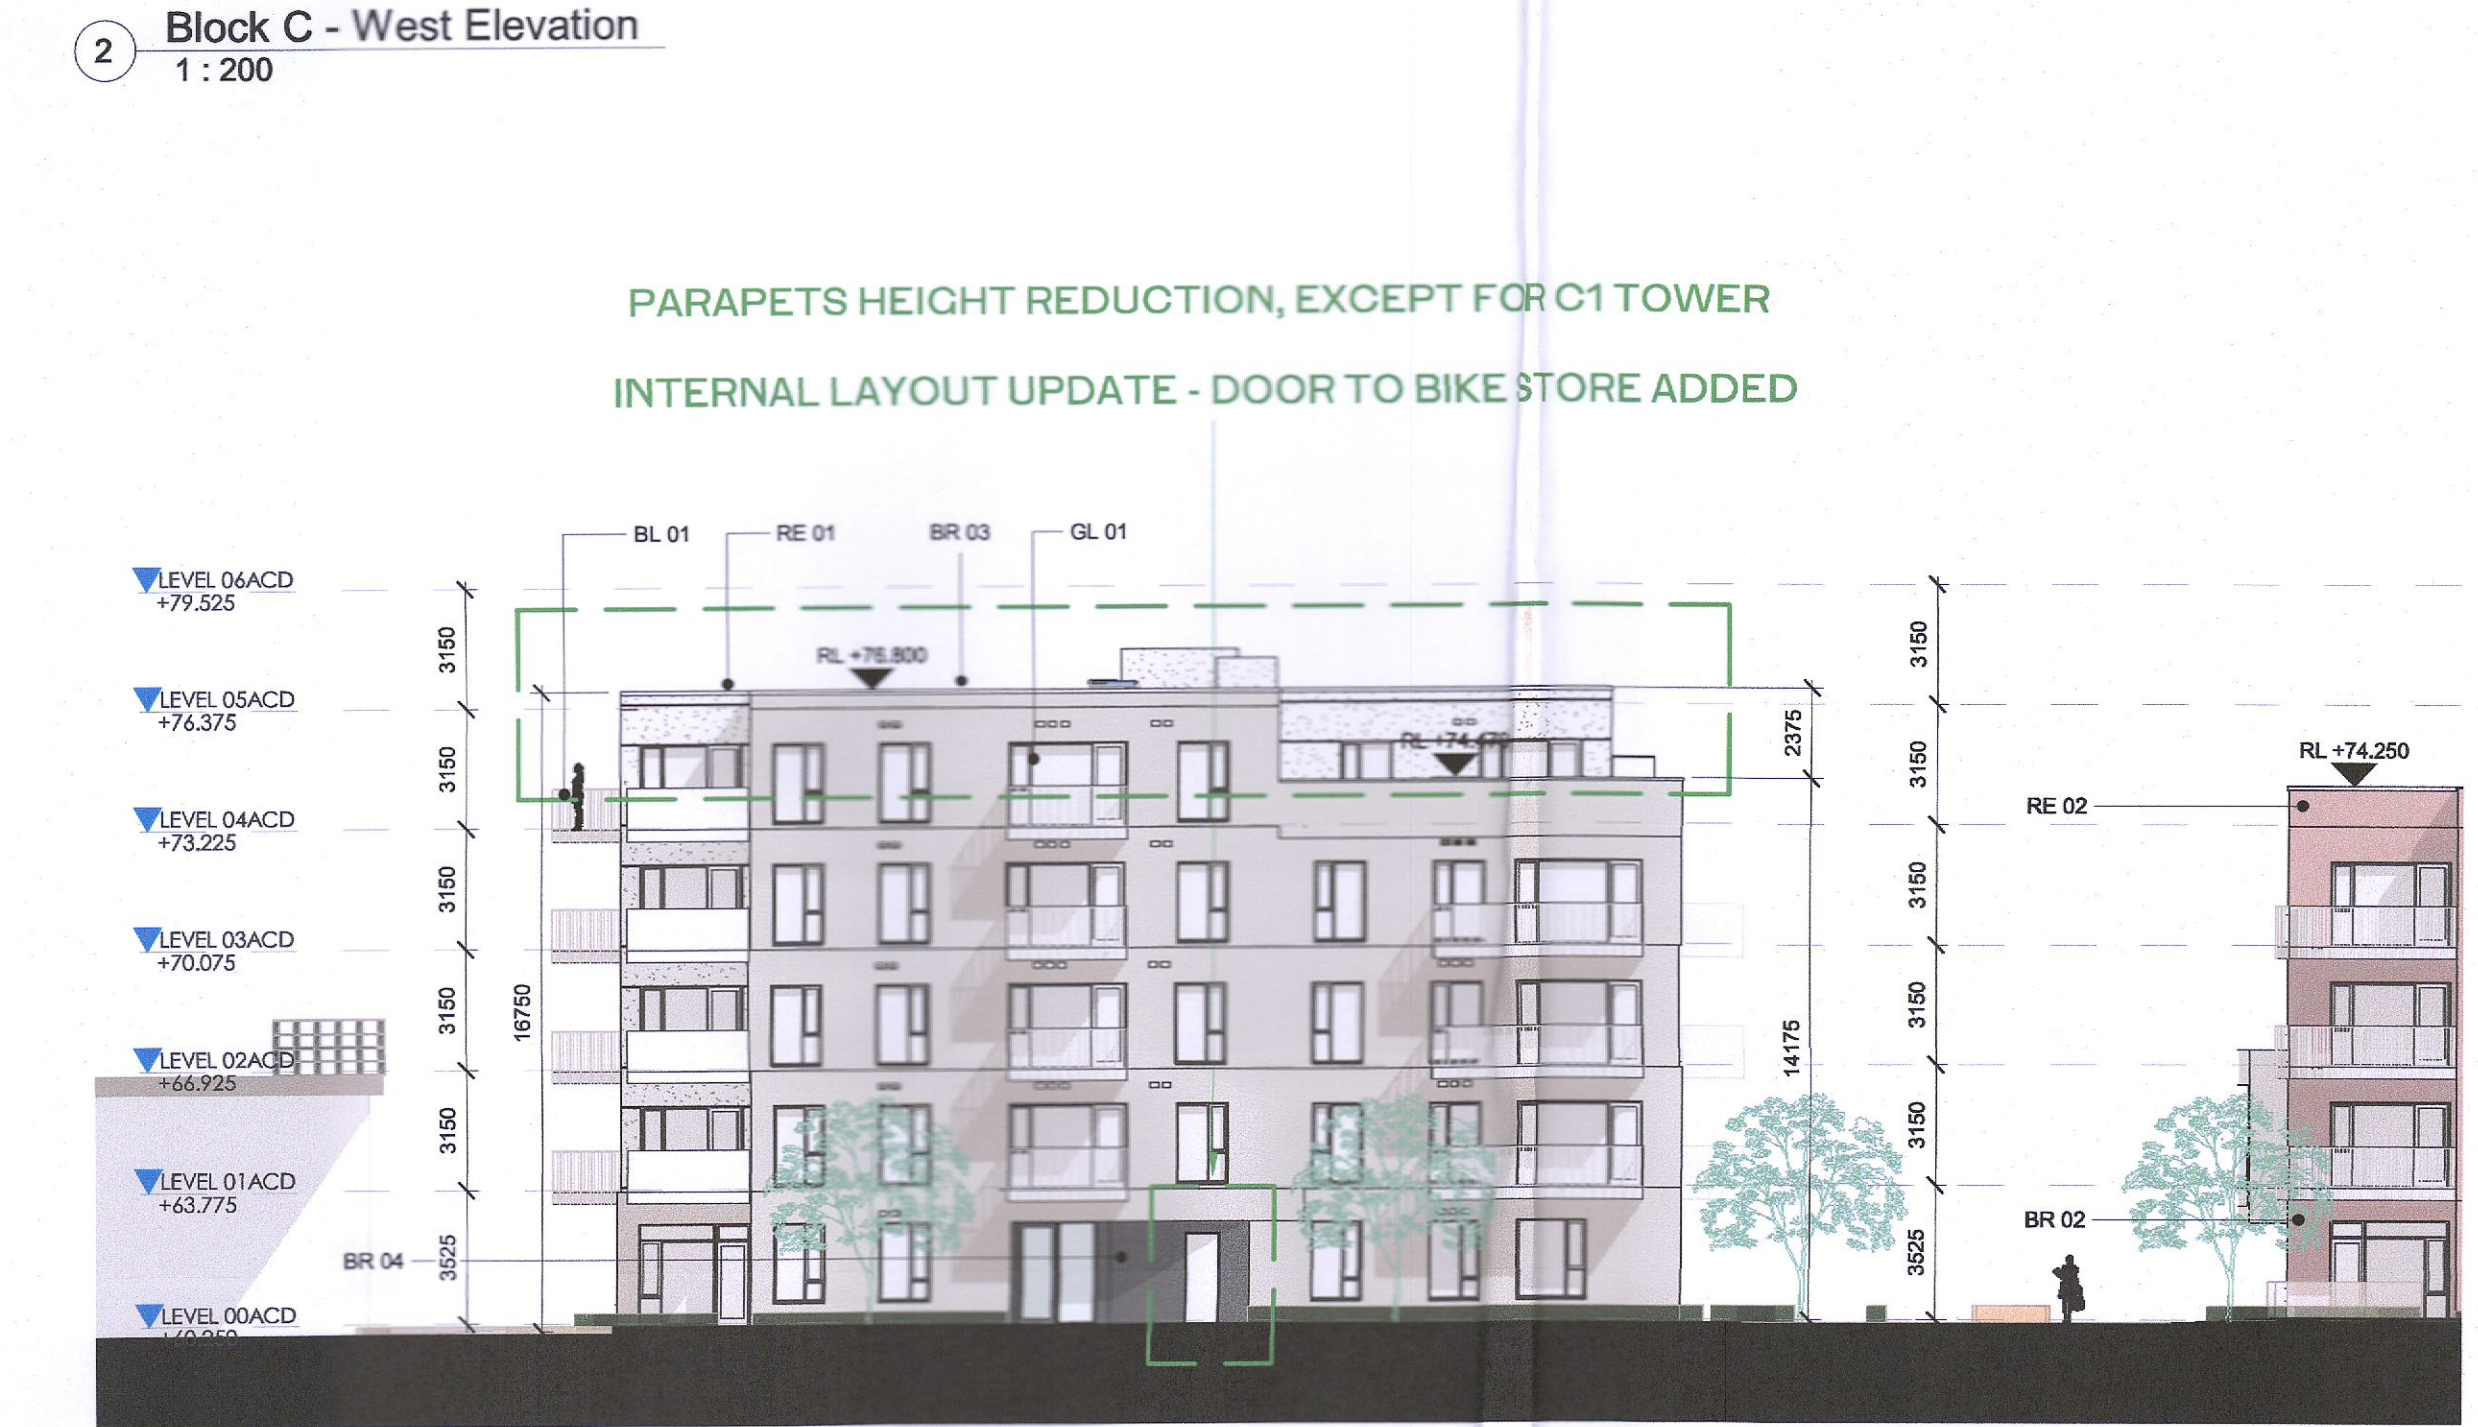 2
Block C - West Elevation
1 : 200
PARAPETS HEIGHT REDUCTION, EXCEPT FOR C1 TOWER
INTERNAL LAYOUT UPDATE - DOOR TO BIKE STORE ADDED
BL 01
RE 01
BR 03
GL 01
LEVEL 06ACD
+79.525
3150
3150
RL +76.800
LEVEL 05ACD
+76.375
2375
RL +74.250
3150
3150
RE 02
LEVEL 04ACD
+73.225
3150
3150
LEVEL 03ACD
+70.075
16750
3150
14175
3150
LEVEL 02ACD
+66.925
3150
3150
LEVEL 01ACD
+63.775
BR 02
BR 04
3525
3525
LEVEL 00ACD